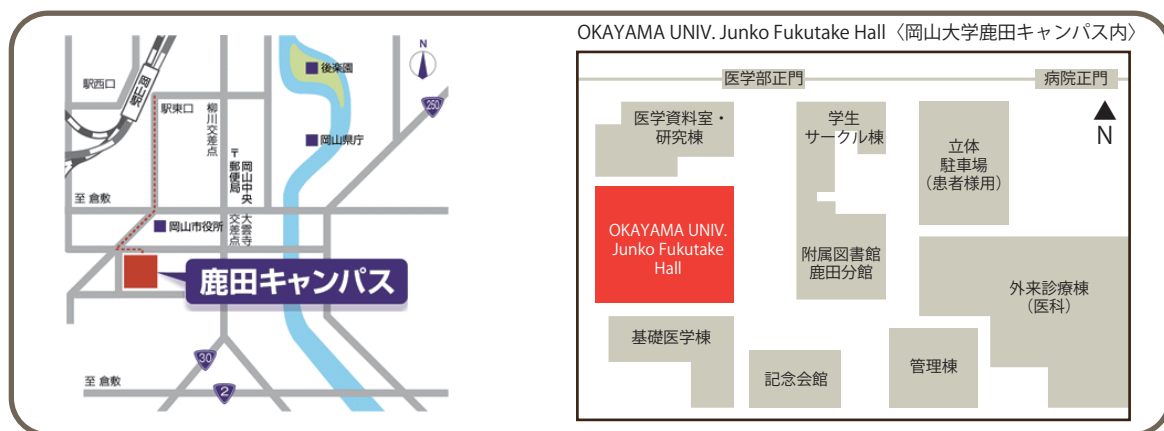 OKAYAMA UNIV. Junko Fukutake Hall〈岡山大学鹿田キャンパス内〉
N
後楽園
駅西口
岡山駅
駅東口
柳川交差点
250
岡山県庁
〒岡山中央郵便局
至 倉敷
岡山市役所
大雲寺交差点
鹿田キャンパス
30
至 倉敷
2
医学部正門
病院正門
医学資料室・
研究棟
学生
サークル棟
立体
駐車場
（患者様用）
N
OKAYAMA UNIV.
Junko Fukutake
Hall
附属図書館
鹿田分館
外来診療棟
（医科）
基礎医学棟
記念会館
管理棟